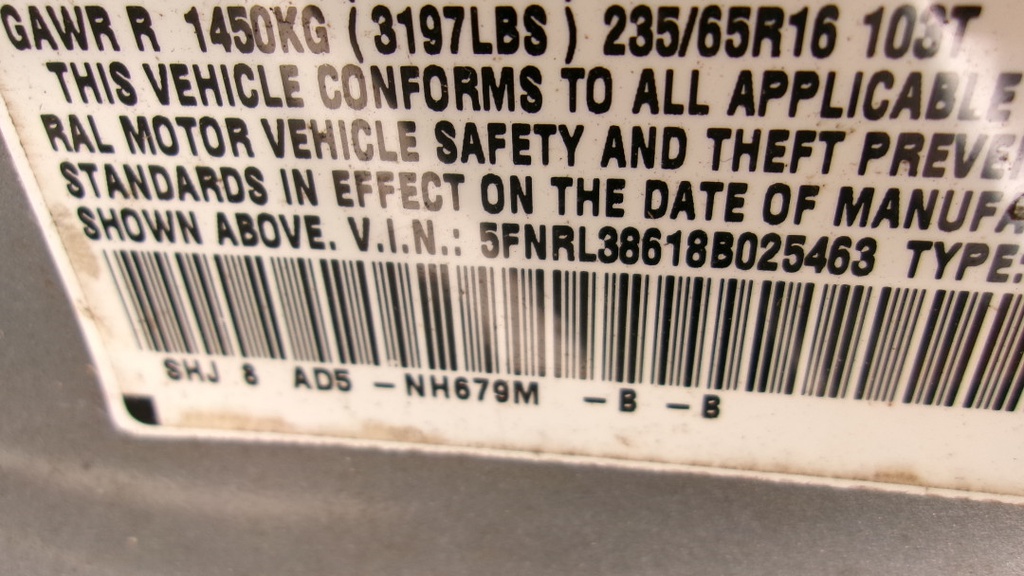 GAWR R 1450KG (3197LBS) 235/65R16 103T
THIS VEHICLE CONFORMS TO ALL APPLICABLE
RAL MOTOR VEHICLE SAFETY AND THEFT PREVE
STANDARDS IN EFFECT ON THE DATE OF MANUFA
SHOWN ABOVE. V.I.N.: 5FNRL38618B025463 TYPE:
SHJ 8 AD5 -NH679M -B -B